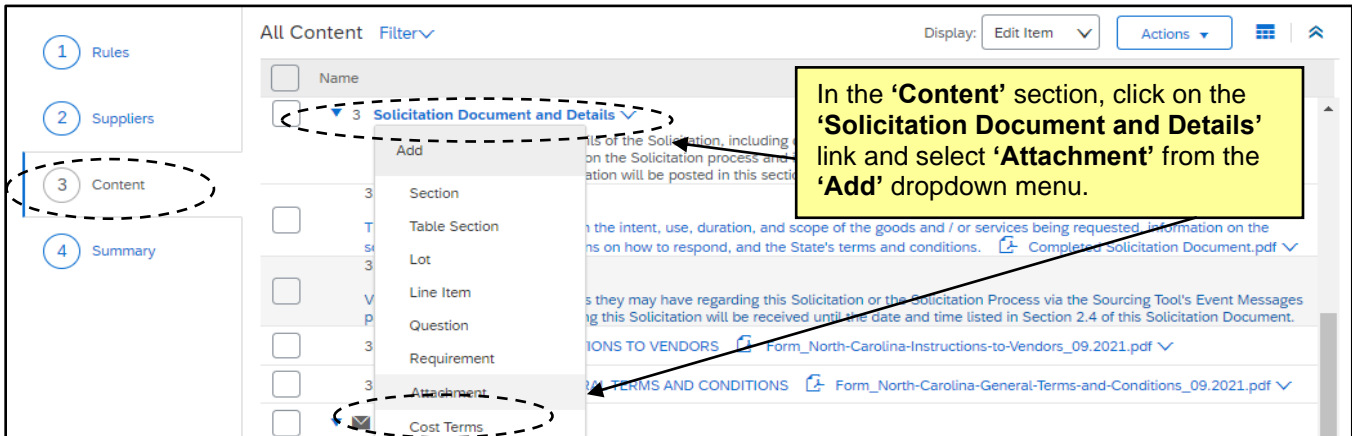 All Content Filter Display: Edit Item Actions
1 Rules
Name
In the ‘Content’ section, click on the
‘Solicitation Document and Details’
link and select ‘Attachment’ from the
‘Add’ dropdown menu.
2 Suppliers
3 Solicitation Document and Details
of the Solicitation, including
Add
on the Solicitation process and
ation will be posted in this
3 Content
3
Section
Table Section
the intent, use, duration, and scope of the goods and / or services being requested, information on the
ns on how to respond, and the State's terms and conditions. Completed Solicitation Document.pdf
4 Summary
Lot
3
Line Item
s they may have regarding this Solicitation or the Solicitation Process via the Sourcing Tool's Event Messages
Question
ng this Solicitation will be received until the date and time listed in Section 2.4 of this Solicitation Document.
3
IONS TO VENDORS Form_North-Carolina-Instructions-to-Vendors_09.2021.pdf
Requirement
3
Attachment
RAL TERMS AND CONDITIONS Form_North-Carolina-General-Terms-and-Conditions_09.2021.pdf
Cost Terms